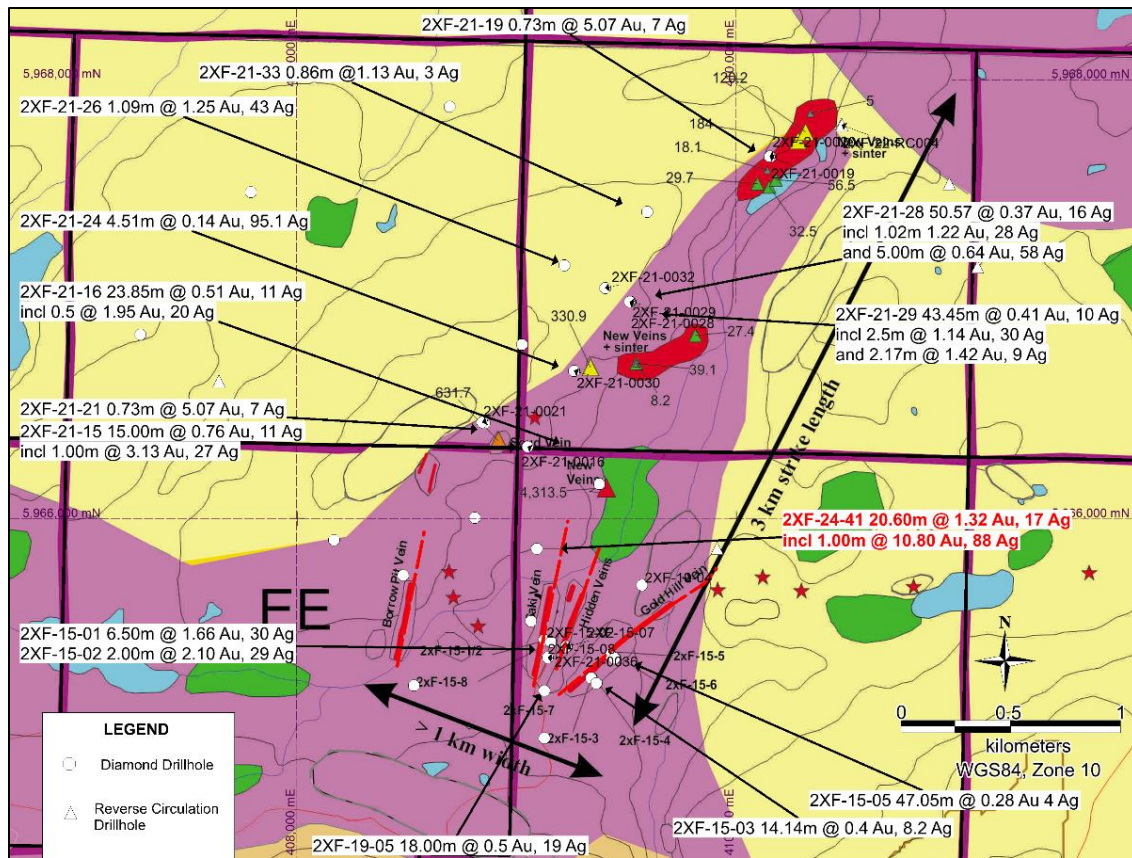 2XF-21-19 0.73m @ 5.07 Au, 7 Ag
5,968,000 mN
5,968,000 mN
2XF-21-33 0.86m @1.13 Au, 3 Ag
2XF-21-26 1.09m @ 1.25 Au, 43 Ag
120.2
5
184
18.1
+ sinter
29.7
2XF-21-0019
56.5
32.5
2XF-21-24 4.51m @ 0.14 Au, 95.1 Ag
2XF-21-28 50.57 @ 0.37 Au, 16 Ag
incl 1.02m 1.22 Au, 28 Ag
and 5.00m @ 0.64 Au, 58 Ag
2XF-21-16 23.85m @ 0.51 Au, 11 Ag
incl 0.5 @ 1.95 Au, 20 Ag
2XF-21-0032
2XF-21-0029
2XF-21-0028
330.9
New Veins
+ sinter
27.4
2XF-21-29 43.45m @ 0.41 Au, 10 Ag
incl 2.5m @ 1.14 Au, 30 Ag
and 2.17m @ 1.42 Au, 9 Ag
39.1
2XF-21-0030
8.2
631.7
2XF-21-21 0.73m @ 5.07 Au, 7 Ag
2XF-21-15 15.00m @ 0.76 Au, 11 Ag
incl 1.00m @ 3.13 Au, 27 Ag
2XF-21-0021
Vein
2XF-21-0016
New
Veins
4,313.5
3 km strike length
5,966,000 mN
2XF-24-41 20.60m @ 1.32 Au, 17 Ag
incl 1.00m @ 10.80 Au, 88 Ag
Borrow Pit Vein
Vein
Hidden Veins
Gold Hill Vein
FE
2XF-15-01 6.50m @ 1.66 Au, 30 Ag
2XF-15-02 2.00m @ 2.10 Au, 29 Ag
2XF-15-07
2XF-15-08
2XF-21-0036
2xF-15-1/2
2xF-15-5
2xF-15-8
2xF-15-6
2xF-15-7
2xF-15-3
2xF-15-4
> 1 km width
N
0 0.5 1
kilometers
WGS84, Zone 10
LEGEND
Diamond Drillhole
Reverse Circulation
Drillhole
2XF-15-05 47.05m @ 0.28 Au 4 Ag
2XF-15-03 14.14m @ 0.4 Au, 8.2 Ag
2XF-19-05 18.00m @ 0.5 Au, 19 Ag
408,000 mE